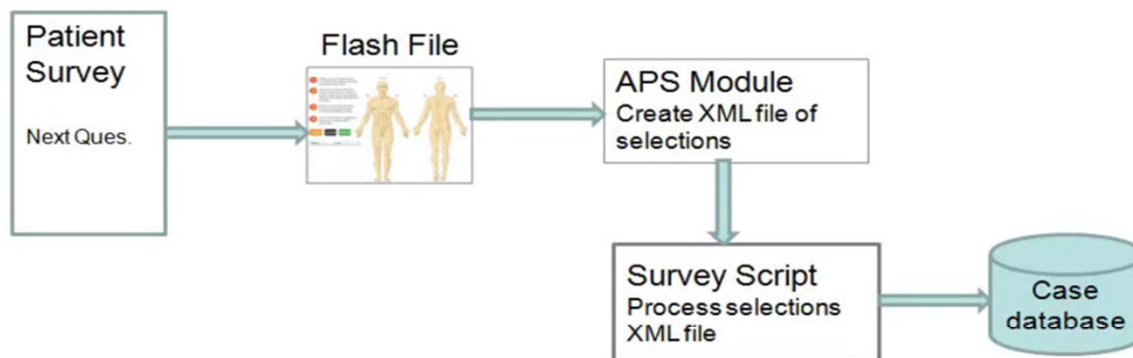 Patient
Survey
Next Ques.
Flash File
APS Module
Create XML file of
selections
Survey Script
Process selections
XML file
Case
database